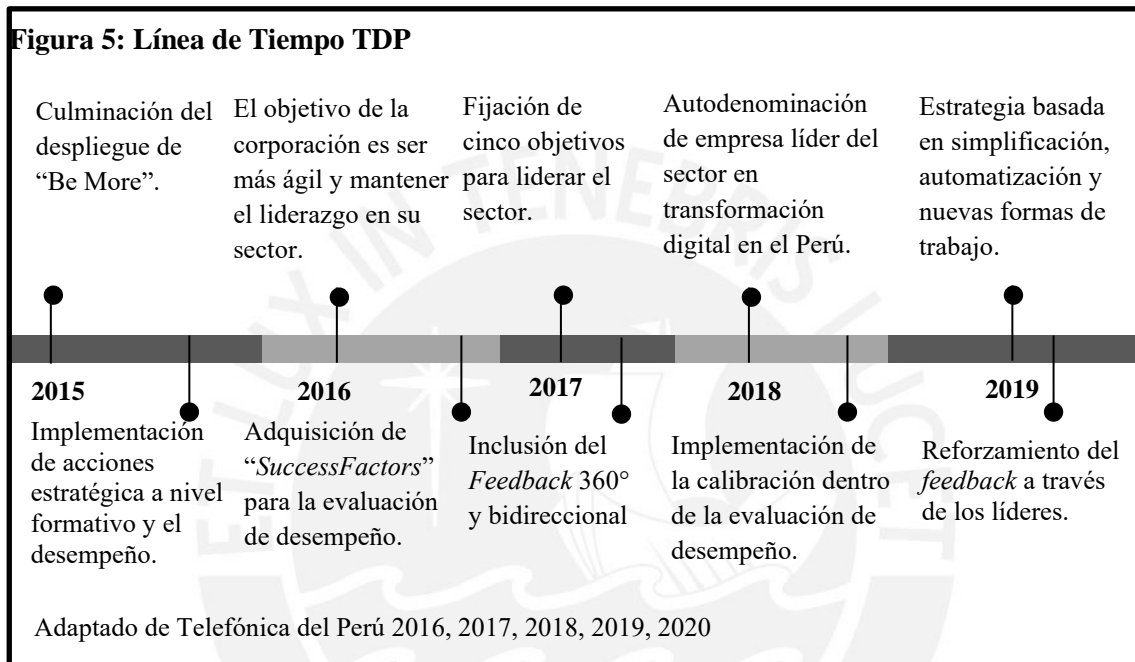 Figura 5: Línea de Tiempo TDP
Culminación del
despliegue de
“Be More”.
El objetivo de la
corporación es ser
más ágil y mantener
el liderazgo en su
sector.
Fijación de
cinco objetivos
para liderar el
sector.
Autodenominación
de empresa líder del
sector en
transformación
digital en el Perú.
Estrategia basada
en simplificación,
automatización y
nuevas formas de
trabajo.
2015
2016
2017
2018
2019
Implementación
de acciones
estratégica a nivel
formativo y el
desempeño.
Adquisición de
“SuccessFactors”
para la evaluación
de desempeño.
Inclusión del
Feedback 360°
y bidireccional
Implementación de
la calibración dentro
de la evaluación de
desempeño.
Reforzamiento del
feedback a través
de los líderes.
Adaptado de Telefónica del Perú 2016, 2017, 2018, 2019, 2020
ET LUX IN TENEBRIS LUCET